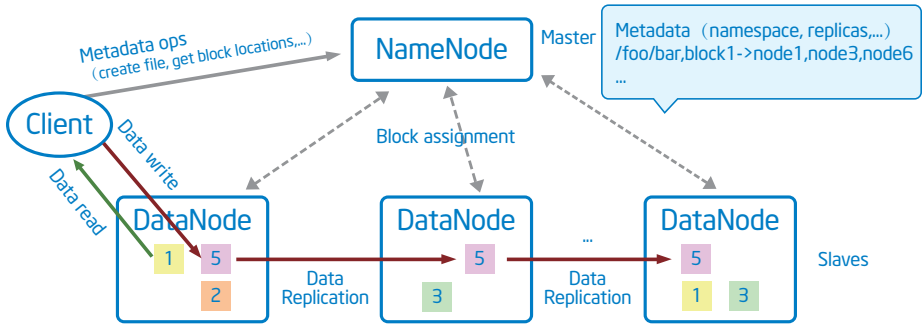 Metadata ops
（create file, get block locations,...）
NameNode
Master
Metadata（namespace, replicas,...）
/foo/bar,block1->node1,node3,node6
...
Client
Data write
Data read
Block assignment
DataNode
1
5
2
Data
Replication
DataNode
5
3
...
Data
Replication
DataNode
5
1
3
Slaves